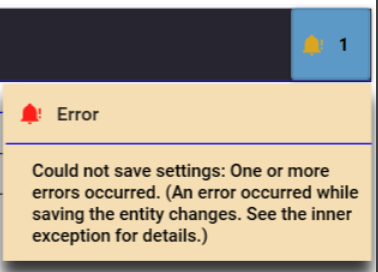 1
Error
Could not save settings: One or more
errors occurred. (An error occurred while
saving the entity changes. See the inner
exception for details.)